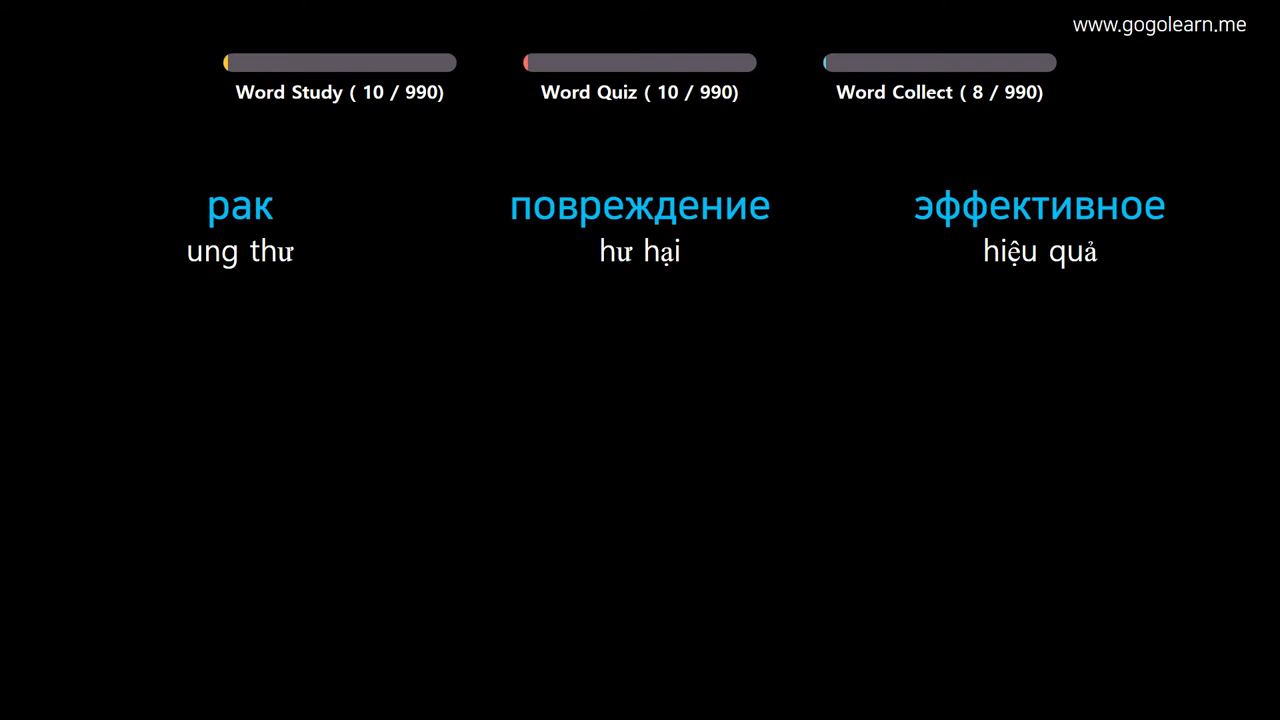 www.gogolearn.me
Word Study ( 10 / 990)
Word Quiz ( 10 / 990)
Word Collect ( 8 / 990)
рак
ung thư
повреждение
hư hại
эффективное
hiệu quả